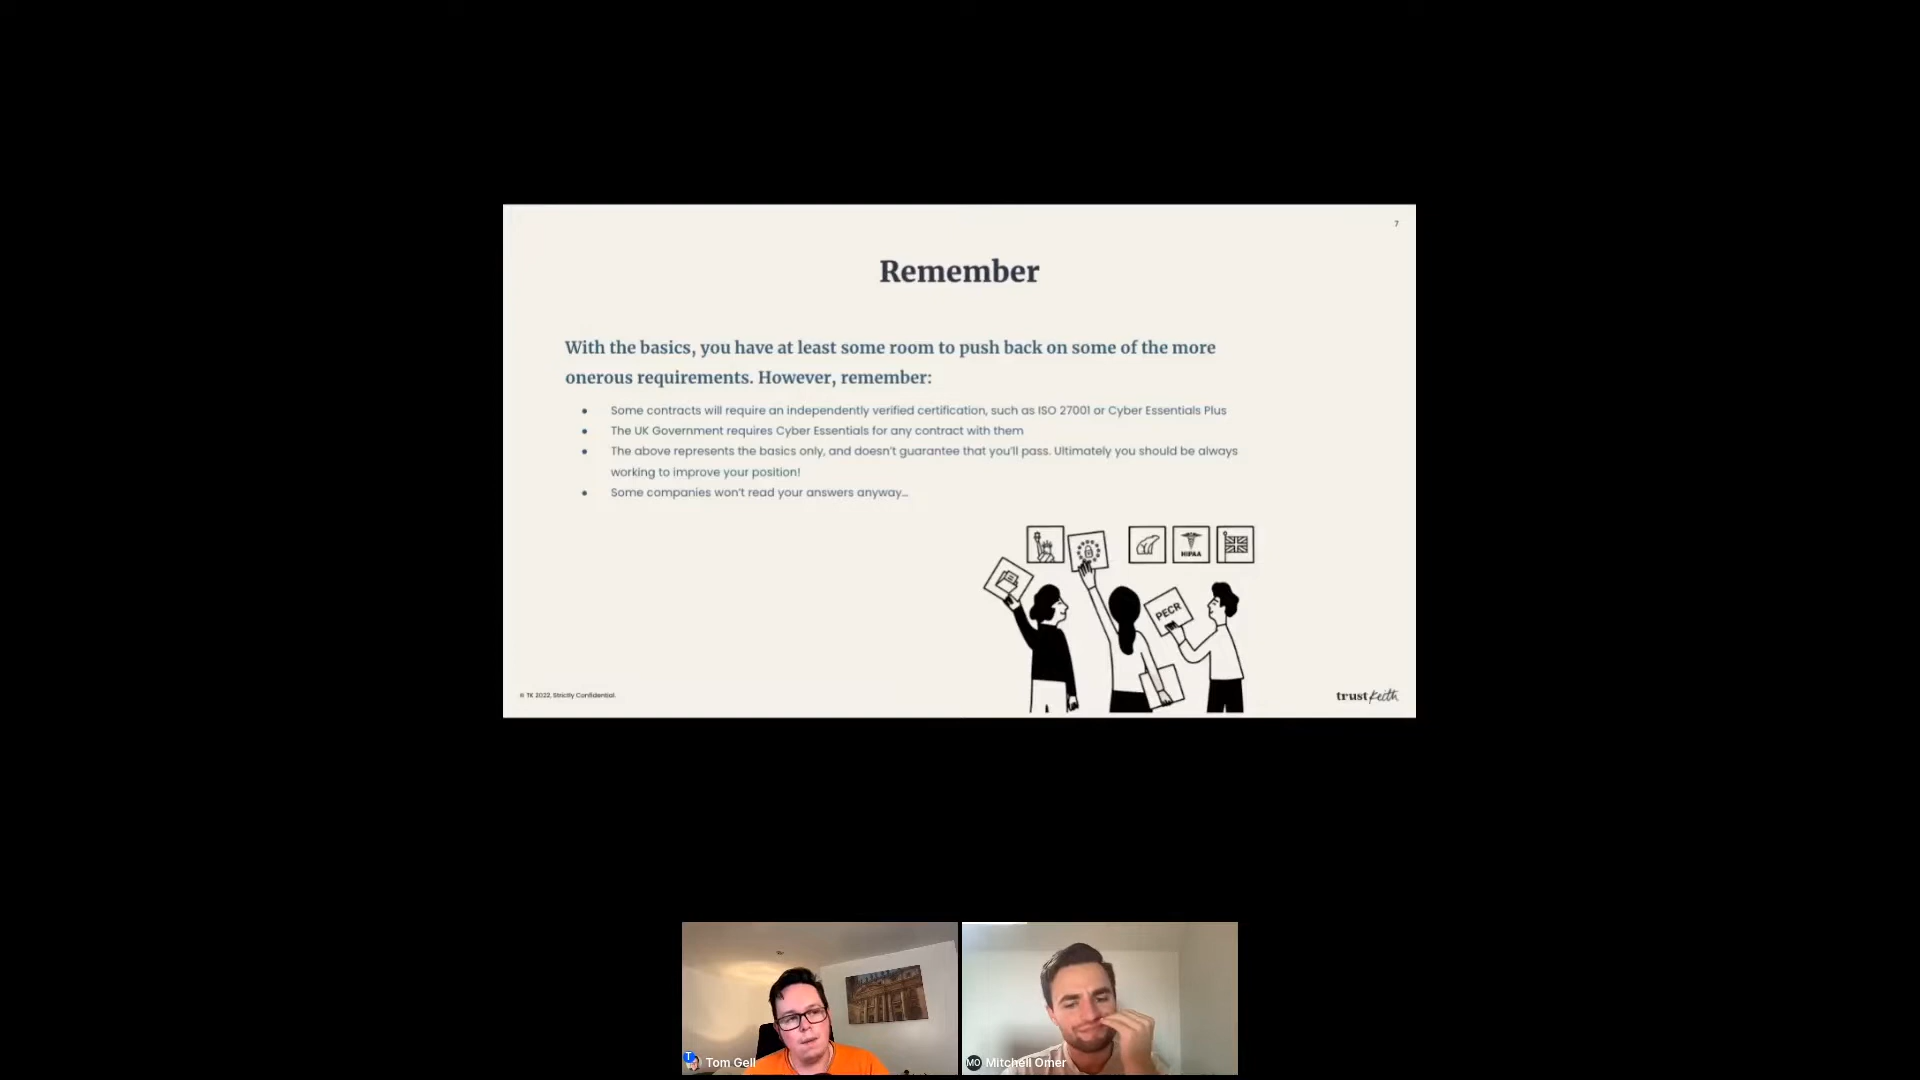 7
Remember
With the basics, you have at least some room to push back on some of the more
onerous requirements. However, remember:
● Some contracts will require an independently verified certification, such as ISO 27001 or Cyber Essentials Plus
● The UK Government requires Cyber Essentials for any contract with them
● The above represents the basics only, and doesn't guarantee that you'll pass. Ultimately you should be always
working to improve your position!
● Some companies won't read your answers anyway...
HIPAA
PECR
© TK 2022, Strictly Confidential.
trust Keith
T Tom Gell
MO Mitchell Omer